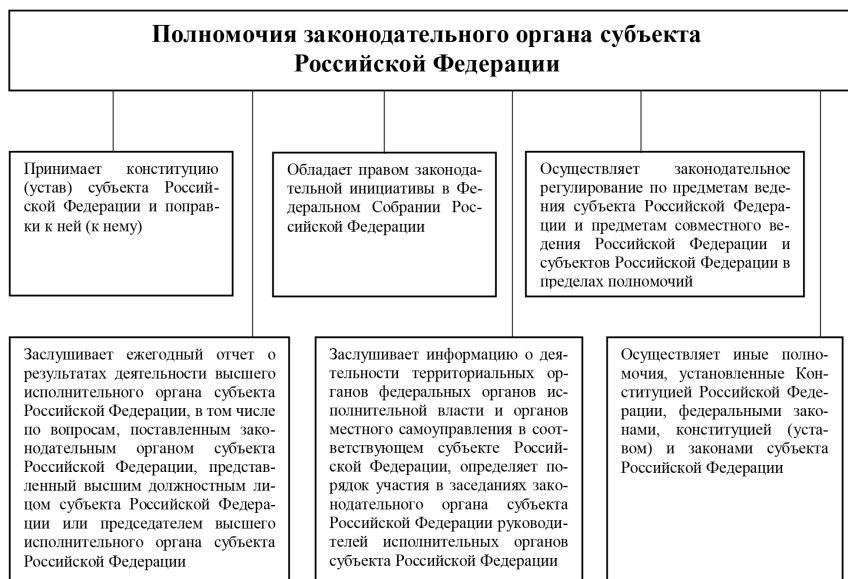 Полномочия законодательного органа субъекта
Российской Федерации
Принимает конституцию
(устав) субъекта Россий-
ской Федерации и поправ-
ки к ней (к нему)
Обладает правом законода-
тельной инициативы в Фе-
деральном Собрании Рос-
сийской Федерации
Осуществляет законодательное
регулирование по предметам веде-
ния субъекта Российской Федера-
ции и предметам совместного ве-
дения Российской Федерации и
субъектов Российской Федерации в
пределах полномочий
Заслушивает ежегодный отчет о
результатах деятельности высшего
исполнительного органа субъекта
Российской Федерации, в том числе
по вопросам, поставленным зако-
нодательным органом субъекта
Российской Федерации, представ-
ленный высшим должностным ли-
цом субъекта Российской Федера-
ции или председателем высшего
исполнительного органа субъекта
Российской Федерации
Заслушивает информацию о дея-
тельности территориальных ор-
ганов федеральных органов ис-
полнительной власти и органов
местного самоуправления в соот-
ветствующем субъекте Россий-
ской Федерации, определяет по-
рядок участия в заседаниях зако-
нодательного органа субъекта
Российской Федерации руководи-
телей исполнительных органов
субъекта Российской Федерации
Осуществляет иные полно-
мочия, установленные Кон-
ституцией Российской Феде-
рации, федеральными зако-
нами, конституцией (уста-
вом) и законами субъекта
Российской Федерации